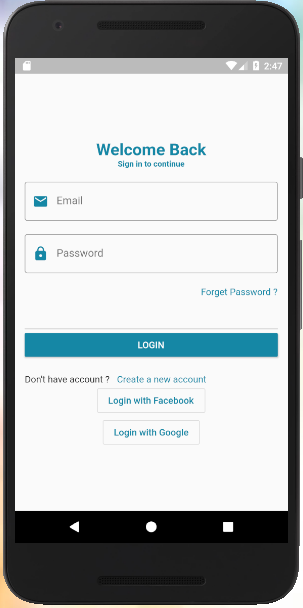 2:47
Welcome Back
Sign in to continue
Email
Password
Forget Password ?
LOGIN
Don't have account ? Create a new account
Login with Facebook
Login with Google